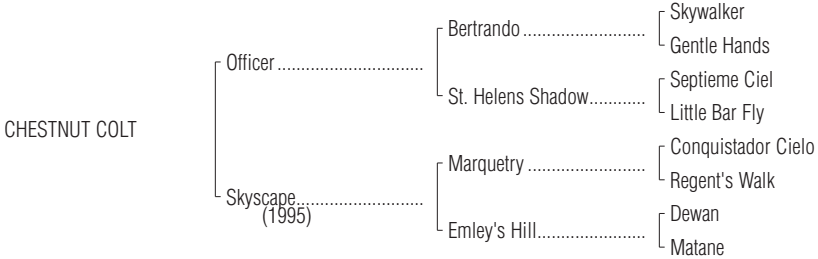 Skywalker
Bertrando ..........................
Gentle Hands
Officer ...............................
Septieme Ciel
St. Helens Shadow............
Little Bar Fly
CHESTNUT COLT
Conquistador Cielo
Marquetry .........................
Regent's Walk
Skyscape...........................
(1995)
Dewan
Emley's Hill.......................
Matane